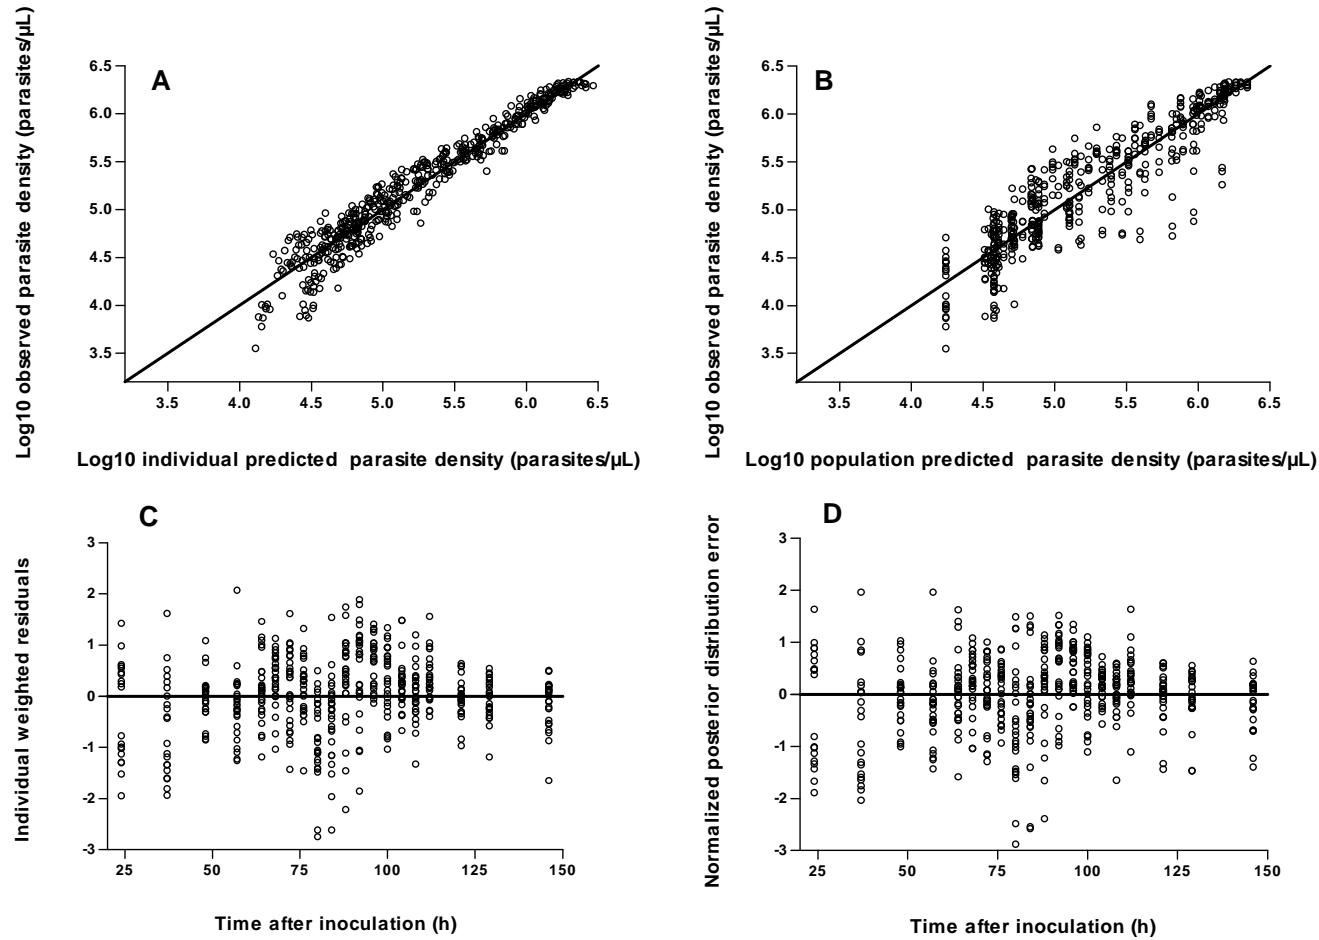 A
Log10 observed parasite density (parasites/µL)
6.5
6.0
5.5
5.0
4.5
4.0
3.5
3.5 4.0 4.5 5.0 5.5 6.0 6.5
Log10 individual predicted parasite density (parasites/µL)
B
Log10 observed parasite density (parasites/µL)
6.5
6.0
5.5
5.0
4.5
4.0
3.5
3.5 4.0 4.5 5.0 5.5 6.0 6.5
Log10 population predicted parasite density (parasites/µL)
C
Individual weighted residuals
3
2
1
0
-1
-2
-3
25 50 75 100 125 150
Time after inoculation (h)
D
Normalized posterior distribution error
3
2
1
0
-1
-2
-3
25 50 75 100 125 150
Time after inoculation (h)